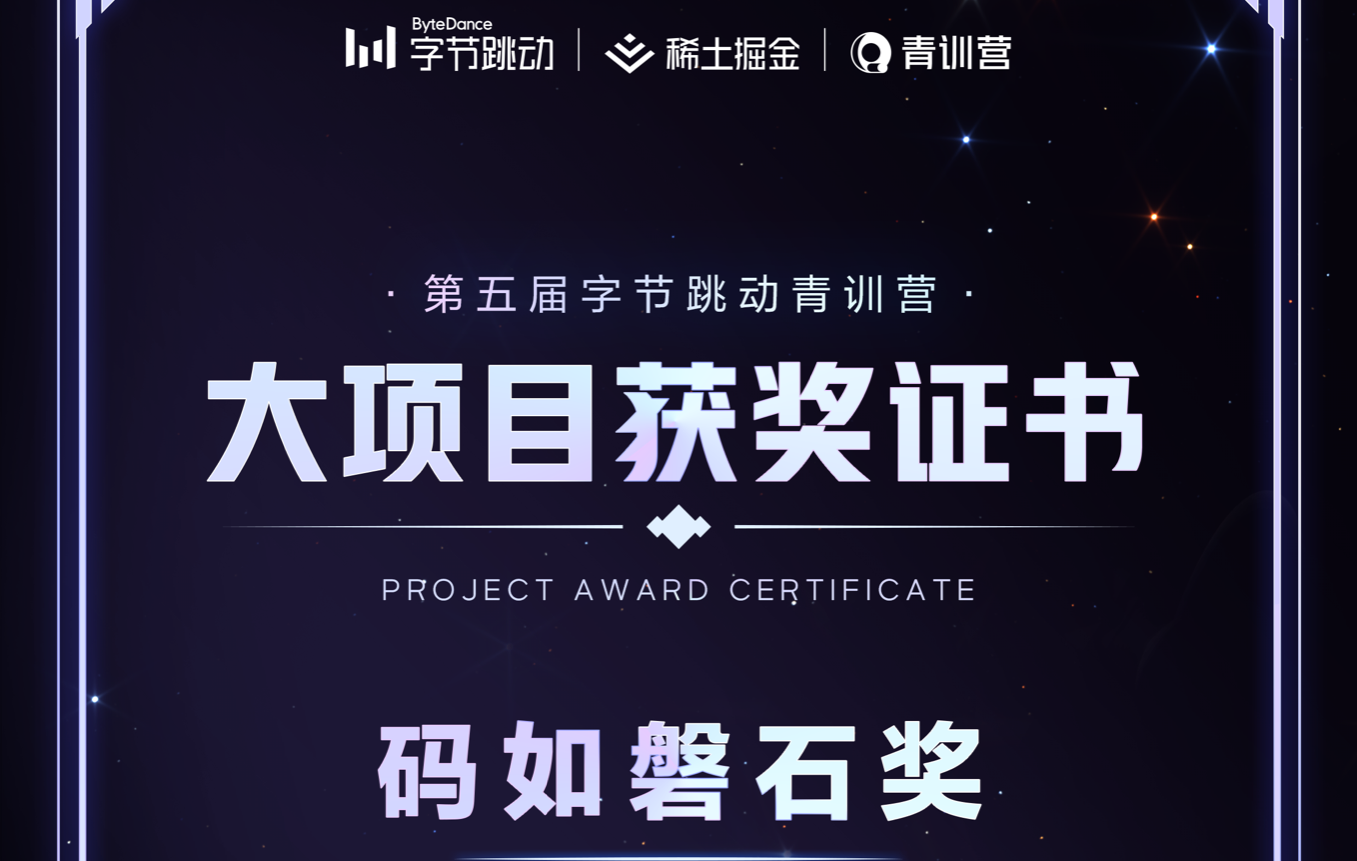 ByteDance
字节跳动 | 稀土掘金 | 青训营
· 第五届字节跳动青训营 ·
大项目获奖证书
PROJECT AWARD CERTIFICATE
码如磐石奖